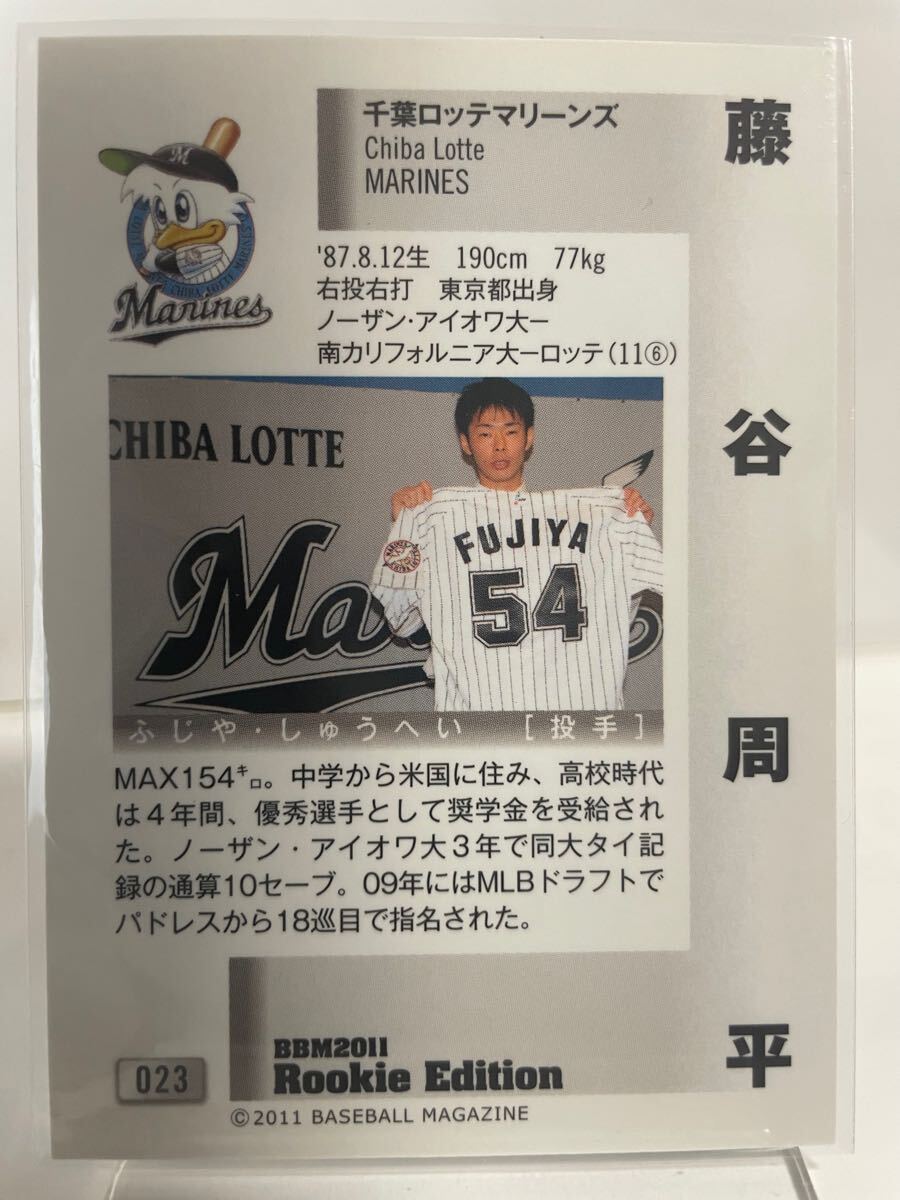 千葉ロッテマリーンズ
Chiba Lotte
MARINES
藤谷周平
M
CHIBA LOTTE MARINES
Marines
'87.8.12生 190cm 77kg
右投右打 東京都出身
ノーザン・アイオワ大ー
南カリフォルニア大ーロッテ(11⑥)
CHIBA LOTTE
Ma
FUJIYA
54
ふじや・しゅうへい [投手]
MAX154㌔。中学から米国に住み、高校時代
は4年間、優秀選手として奨学金を受給され
た。ノーザン・アイオワ大3年で同大タイ記
録の通算10セーブ。09年にはMLBドラフトで
パドレスから18巡目で指名された。
023
BBM2011
Rookie Edition
©2011 BASEBALL MAGAZINE